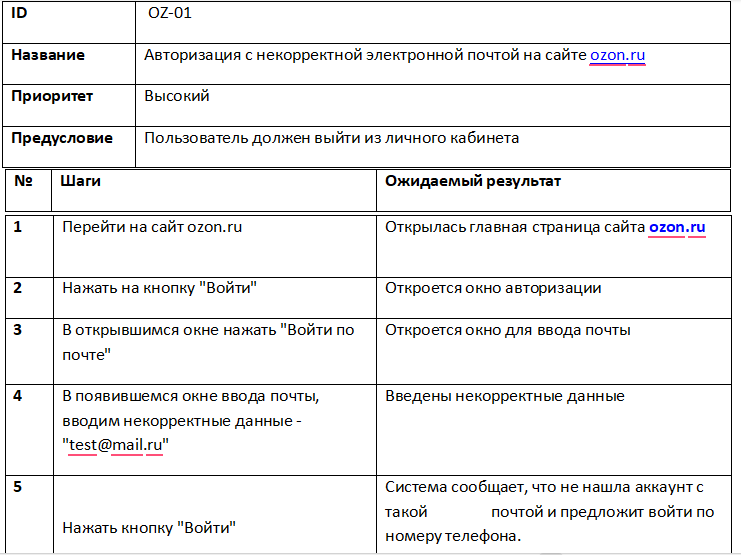 ID OZ-01
Название Авторизация с некорректной электронной почтой на сайте ozon.ru
Приоритет Высокий
Предусловие Пользователь должен выйти из личного кабинета
№ Шаги Ожидаемый результат
1 Перейти на сайт ozon.ru Открылась главная страница сайта ozon.ru
2 Нажать на кнопку "Войти" Откроется окно авторизации
3 В открывшимся окне нажать "Войти по
почте"
Откроется окно для ввода почты
4 В появившемся окне ввода почты,
вводим некорректные данные -
"test@mail.ru"
Введены некорректные данные
5
Нажать кнопку "Войти"
Система сообщает, что не нашла аккаунт с
такой почтой и предложит войти по
номеру телефона.